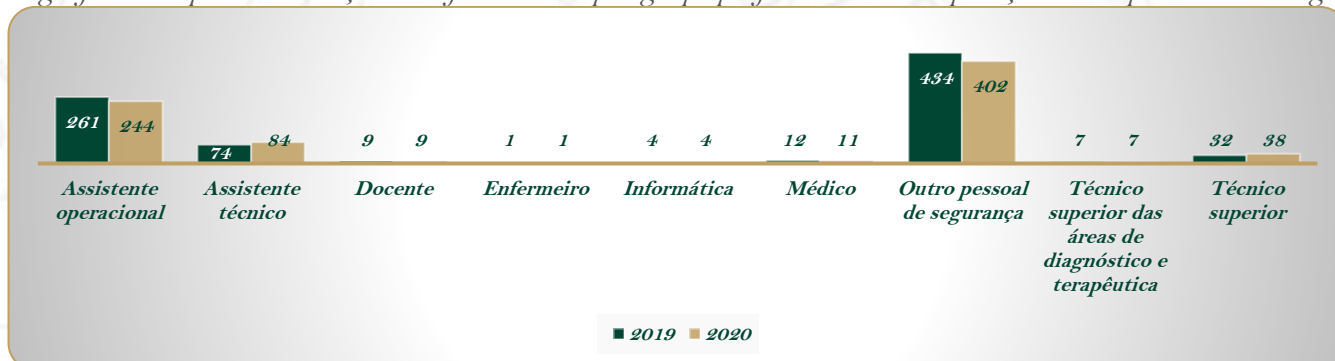 261 244 74 84 9 9 1 1 4 4 12 11 434 402 7 7 32 38
Assistente operacional
Assistente técnico
Docente
Enfermeiro
Informática
Médico
Outro pessoal de segurança
Técnico superior das áreas de diagnóstico e terapêutica
Técnico superior
2019 2020